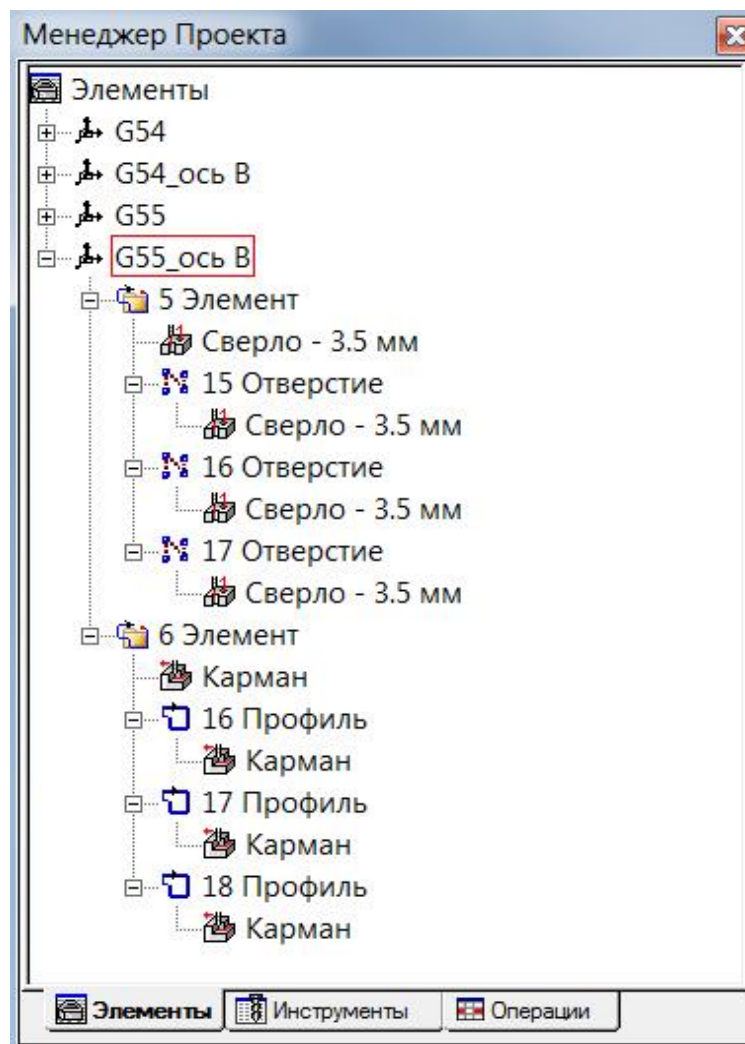 Менеджер Проекта
Элементы
G54
G54_ось В
G55
G55_ось В
5 Элемент
Сверло - 3.5 мм
15 Отверстие
Сверло - 3.5 мм
16 Отверстие
Сверло - 3.5 мм
17 Отверстие
Сверло - 3.5 мм
6 Элемент
Карман
16 Профиль
Карман
17 Профиль
Карман
18 Профиль
Карман
Элементы Инструменты Операции